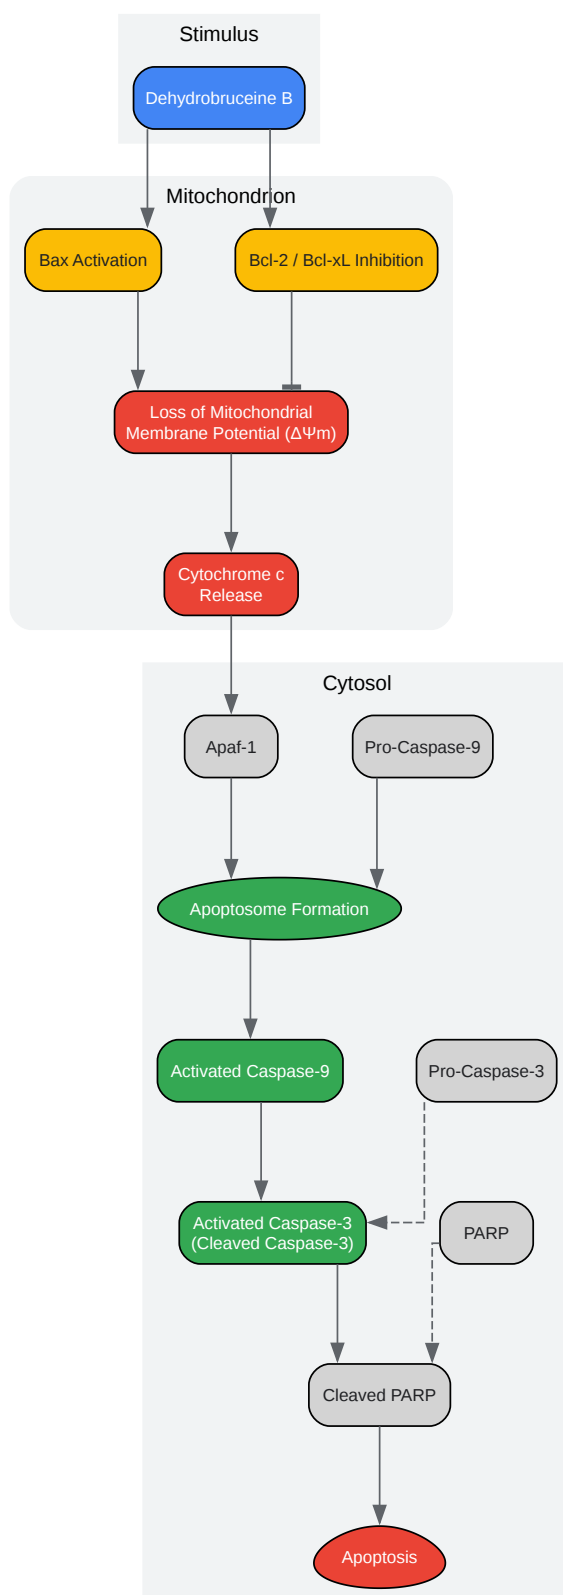 Stimulus
Dehydrobruceine B
Mitochondrion
Bax Activation
Bcl-2 / Bcl-xL Inhibition
Loss of Mitochondrial
Membrane Potential (ΔΨm)
Cytochrome c
Release
Cytosol
Apaf-1
Pro-Caspase-9
Apoptosome Formation
Activated Caspase-9
Pro-Caspase-3
Activated Caspase-3
(Cleaved Caspase-3)
PARP
Cleaved PARP
Apoptosis